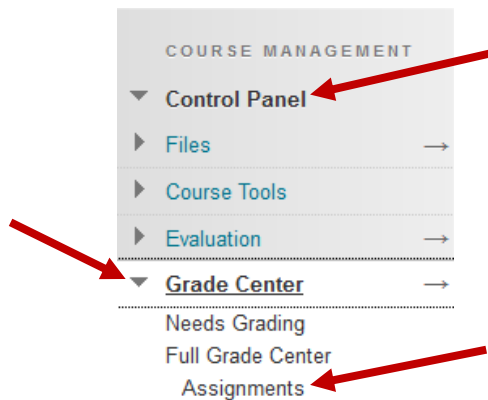 COURSE MANAGEMENT
Control Panel
Files
Course Tools
Evaluation
Grade Center
Needs Grading
Full Grade Center
Assignments